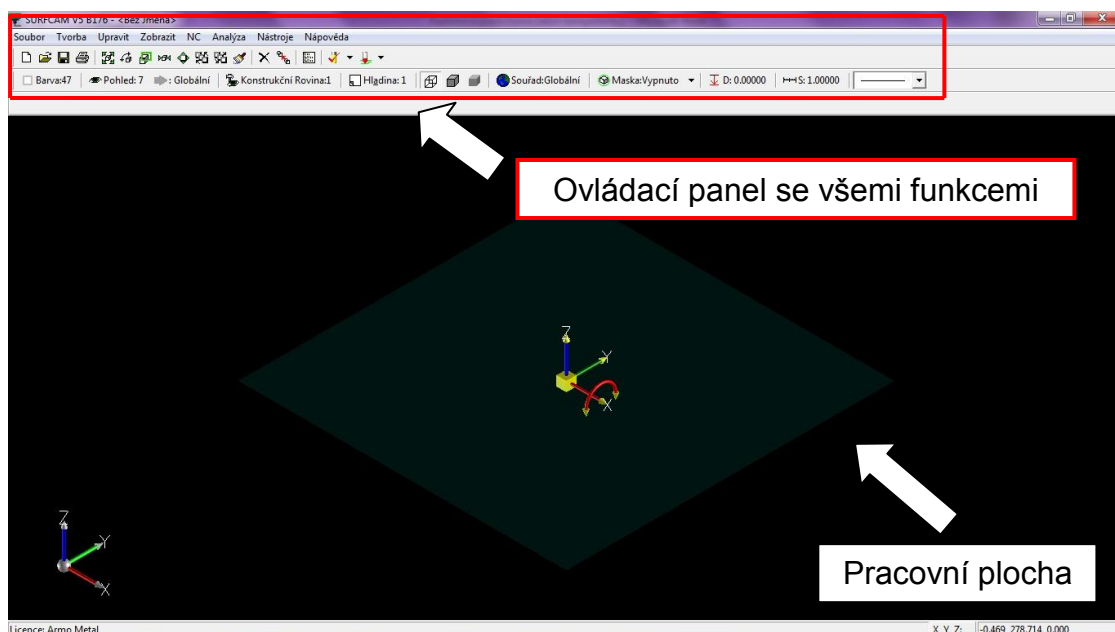 SURFCAM V5 B176 - <Bez Jména>
Soubor Tvorba Upravit Zobrazit NC Analýza Nástroje Nápověda
Barva:47 Pohled: 7 : Globální Konstrukční Rovina:1 Hladina: 1 Souřad:Globální Maska:Vypnuto D: 0.00000 S: 1.00000
Ovládací panel se všemi funkcemi
Z
Y
X
Z
Y
X
Pracovní plocha
Licence: Armo Metal X, Y, Z: -0.469, 278.714, 0.000